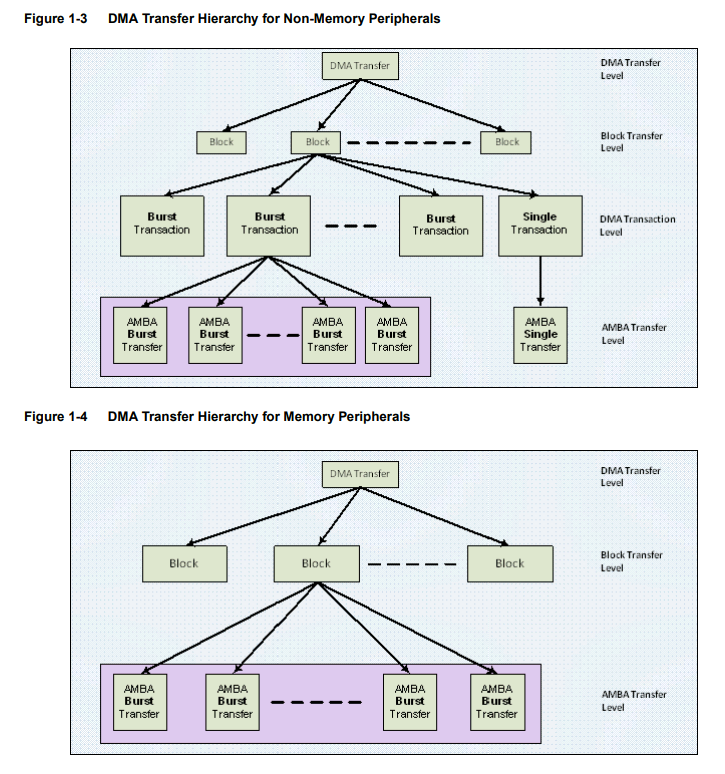 Figure 1-3 DMA Transfer Hierarchy for Non-Memory Peripherals
DMA Transfer
DMA Transfer
Level
Block
Block
Block
Block Transfer
Level
Burst
Transaction
Burst
Transaction
Burst
Transaction
Single
Transaction
DMA Transaction
Level
AMBA
Burst
Transfer
AMBA
Burst
Transfer
AMBA
Burst
Transfer
AMBA
Burst
Transfer
AMBA
Single
Transfer
AMBA Transfer
Level
Figure 1-4 DMA Transfer Hierarchy for Memory Peripherals
DMA Transfer
DMA Transfer
Level
Block
Block
Block
Block Transfer
Level
AMBA
Burst
Transfer
AMBA
Burst
Transfer
AMBA
Burst
Transfer
AMBA
Burst
Transfer
AMBA Transfer
Level